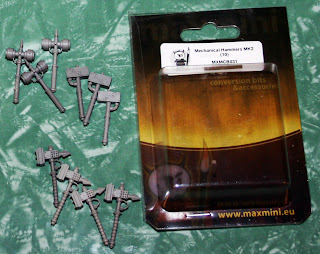 Mechanical Hammers MK2
(10)
MXMCB031
conversion bits
&accessories
www.maxmini.eu